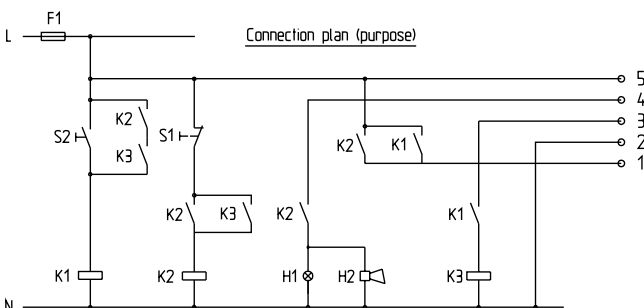 F1
L
Connection plan (purpose)
5
4
K2
3
S2
S1
K2
K1
2
K3
1
K2
K3
K2
K1
K1
K2
H1
H2
K3
N